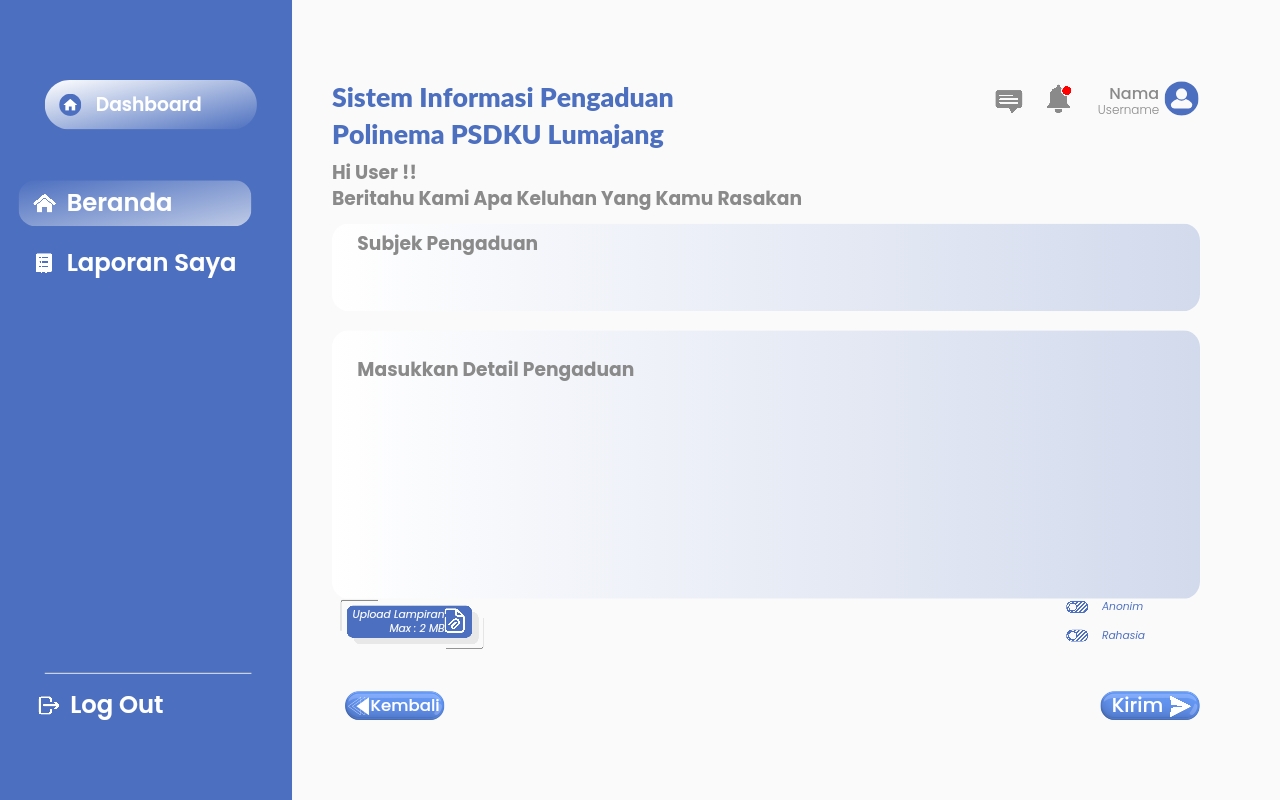 Dashboard
Beranda
Laporan Saya
Log Out
Sistem Informasi Pengaduan
Polinema PSDKU Lumajang
Nama
Username
Hi User !!
Beritahu Kami Apa Keluhan Yang Kamu Rasakan
Subjek Pengaduan
Masukkan Detail Pengaduan
Upload Lampiran
Max : 2 MB
Anonim
Rahasia
Kembali
Kirim